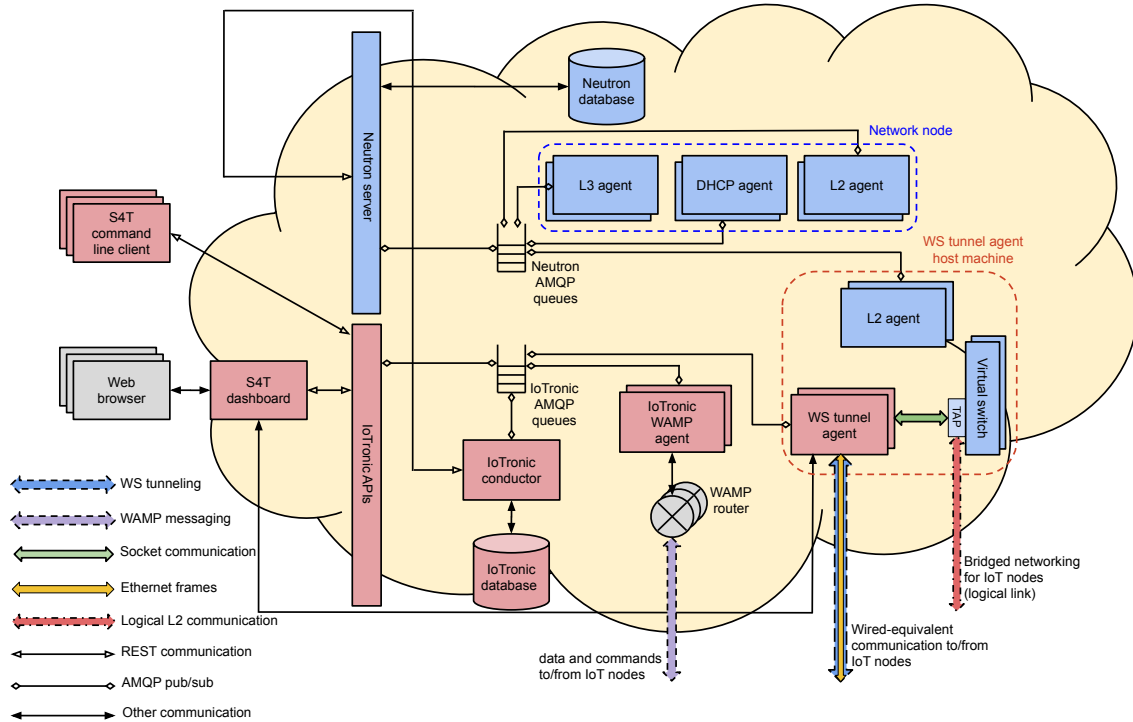 Neutron
database
Network node
Neutron server
L3 agent
DHCP agent
L2 agent
S4T
command
line client
Neutron
AMQP
queues
WS tunnel agent
host machine
L2 agent
Virtual switch
TAP
Web
browser
S4T
dashboard
IoTronic APIs
IoTronic
AMQP
queues
IoTronic
WAMP
agent
WS tunnel
agent
IoTronic
conductor
WAMP
router
IoTronic
database
WS tunneling
WAMP messaging
Socket communication
Ethernet frames
Logical L2 communication
REST communication
AMQP pub/sub
Other communication
data and commands
to/from IoT nodes
Wired-equivalent
communication to/from
IoT nodes
Bridged networking
for IoT nodes
(logical link)